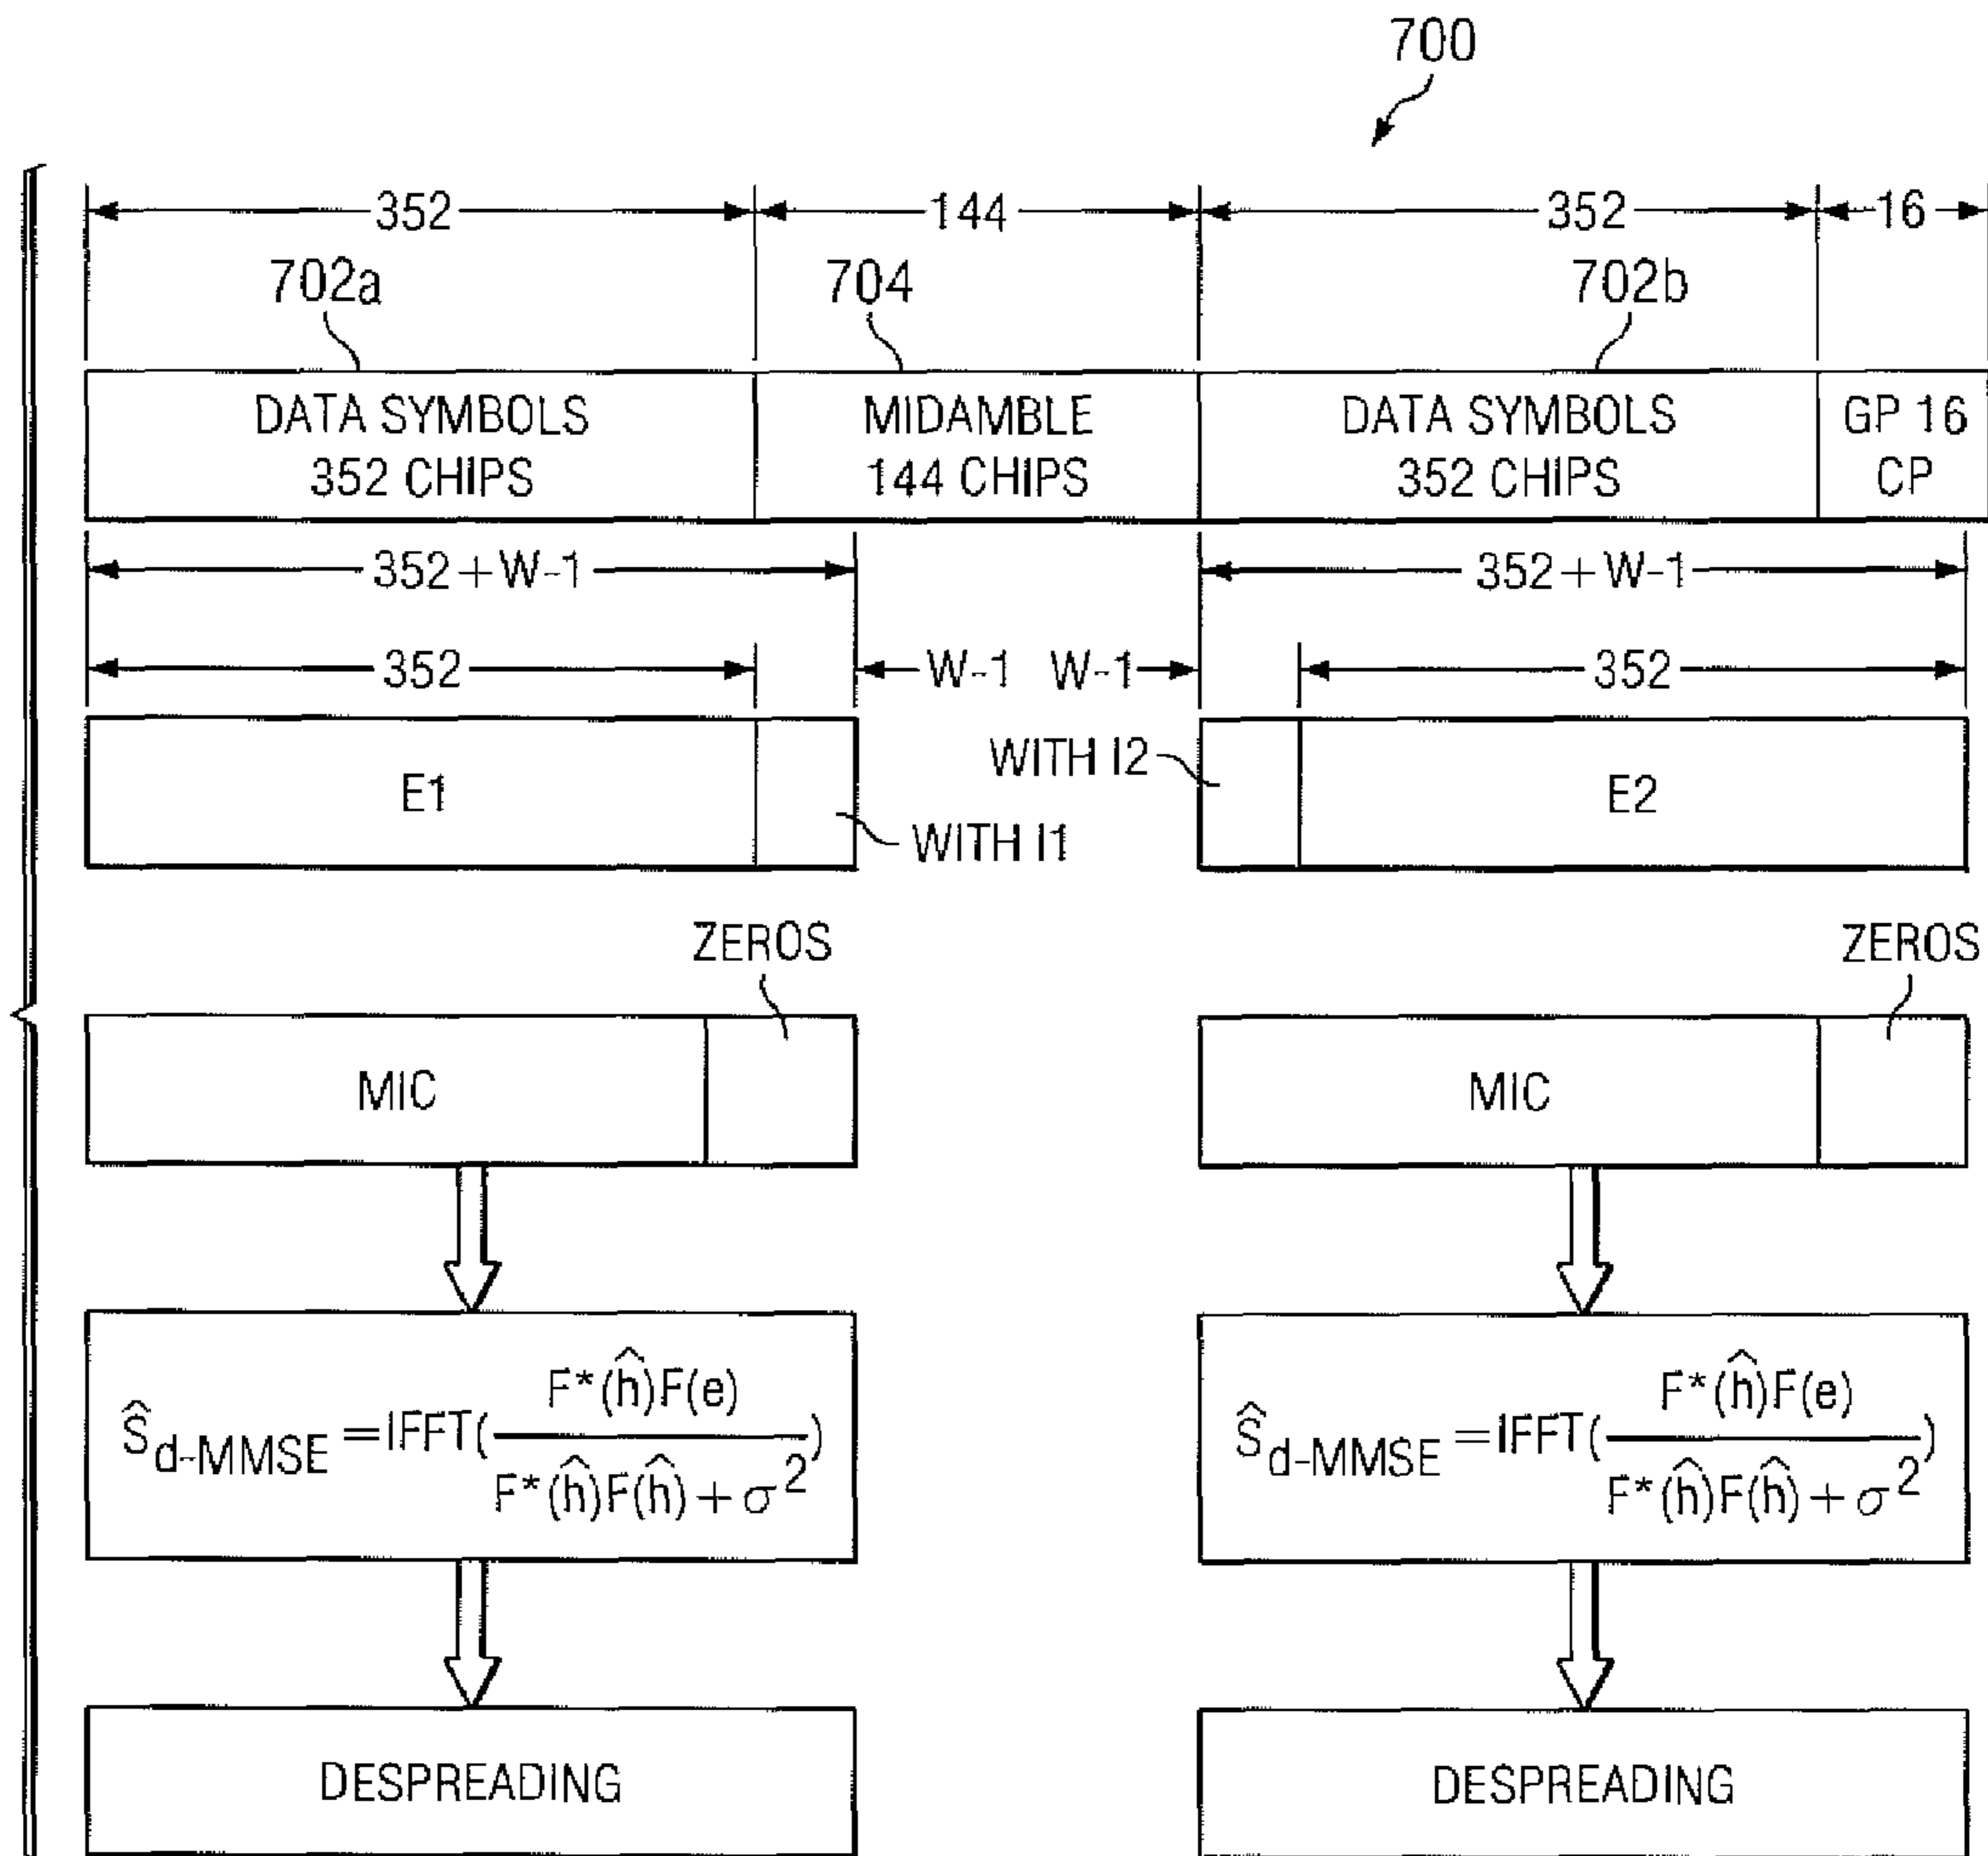 700
352 144 352 16
702a 704 702b
DATA SYMBOLS
352 CHIPS
MIDAMBLE
144 CHIPS
DATA SYMBOLS
352 CHIPS
GP 16
CP
352+W-1 352+W-1
352 W-1 W-1 352
E1
WITH I1
WITH I2
E2
ZEROS ZEROS
MIC MIC
Ŝd-MMSE = IFFT(F*(ĥ)F(e) / F*(ĥ)F(ĥ) + σ²)
Ŝd-MMSE = IFFT(F*(ĥ)F(e) / F*(ĥ)F(ĥ) + σ²)
DESPREADING DESPREADING